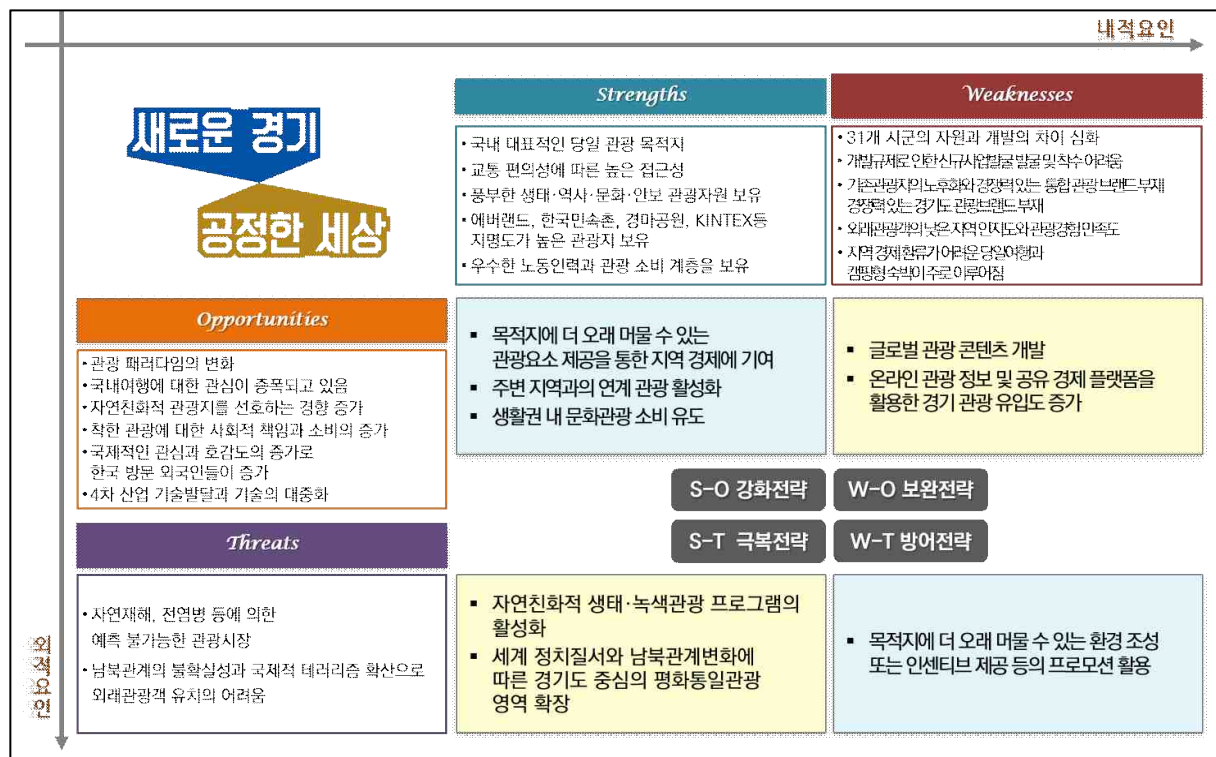 내적요인
새로운 경기
공정한 세상
Strengths
• 국내 대표적인 당일 관광 목적지
• 교통 편의성에 따른 높은 접근성
• 풍부한 생태·역사·문화·안보 관광자원 보유
• 에버랜드, 한국민속촌, 경마공원, KINTEX등
지명도가 높은 관광지 보유
• 우수한 노동인력과 관광 소비 계층을 보유
Weaknesses
• 31개 시군의 자원과 개발의 차이 심화
• 개발규제로 인한 신규사업발굴 발굴 및 착수 어려움
• 기존관광지의 노후화와 경쟁력 있는 통합 관광 브랜드 부재
경쟁력 있는 경기도 관광브랜드 부재
• 외래관광객의 낮은 지역 인지도와 관광경험 만족도
• 지역 경제 환류가 어려운 당일여행과
캠핑형 숙박이 주로 이루어짐
Opportunities
• 관광 패러다임의 변화
• 국내여행에 대한 관심이 증폭되고 있음
• 자연친화적 관광지를 선호하는 경향 증가
• 착한 관광에 대한 사회적 책임과 소비의 증가
• 국제적인 관심과 호감도의 증가로
한국 방문 외국인들이 증가
• 4차 산업 기술발달과 기술의 대중화
▪ 목적지에 더 오래 머물 수 있는
관광요소 제공을 통한 지역 경제에 기여
▪ 주변 지역과의 연계 관광 활성화
▪ 생활권 내 문화관광 소비 유도
▪ 글로벌 관광 콘텐츠 개발
▪ 온라인 관광 정보 및 공유 경제 플랫폼을
활용한 경기 관광 유입도 증가
S-O 강화전략
W-O 보완전략
S-T 극복전략
W-T 방어전략
Threats
• 자연재해, 전염병 등에 의한
예측 불가능한 관광시장
• 남북관계의 불확실성과 국제적 테러리즘 확산으로
외래관광객 유치의 어려움
▪ 자연친화적 생태·녹색관광 프로그램의
활성화
▪ 세계 정치질서와 남북관계변화에
따른 경기도 중심의 평화통일관광
영역 확장
▪ 목적지에 더 오래 머물 수 있는 환경 조성
또는 인센티브 제공 등의 프로모션 활용
외적요인